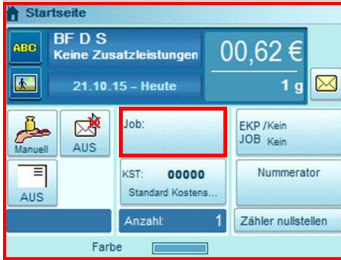 Startseite
ABC
BF D S
Keine Zusatzleistungen
00,62 €
21.10.15 – Heute
1 g
Manuell
AUS
Job:
EKP /Kein
JOB Kein
AUS
KST: 00000
Standard Kostens...
Nummerator
Anzahl: 1
Zähler nullstellen
Farbe